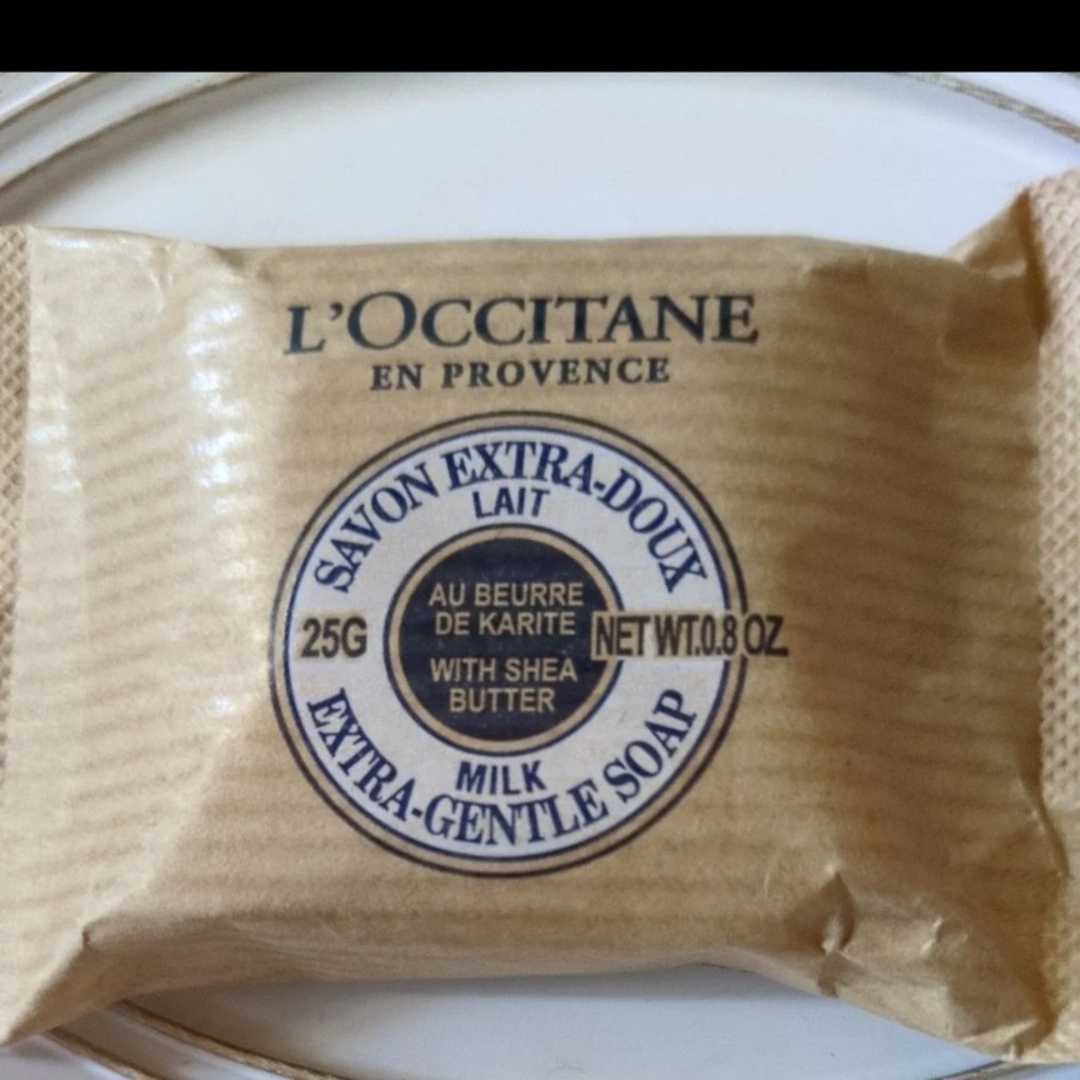 L'OCCITANE
EN PROVENCE
SAVON EXTRA-DOUX
LAIT
AU BEURRE
DE KARITE
25G
NET WT.0.8 OZ.
WITH SHEA
BUTTER
MILK
EXTRA-GENTLE SOAP